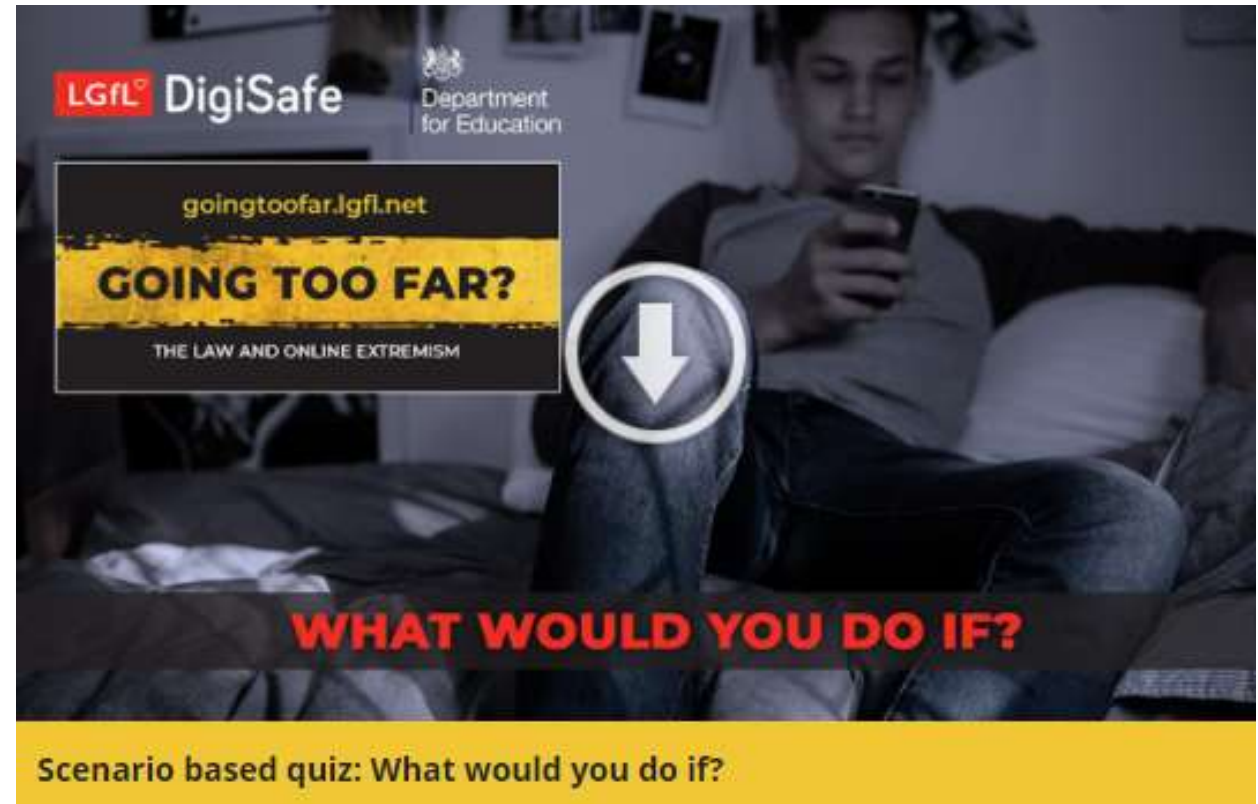 LGfL DigiSafe
Department
for Education
goingtoofar.lgfl.net
GOING TOO FAR?
THE LAW AND ONLINE EXTREMISM
WHAT WOULD YOU DO IF?
Scenario based quiz: What would you do if?